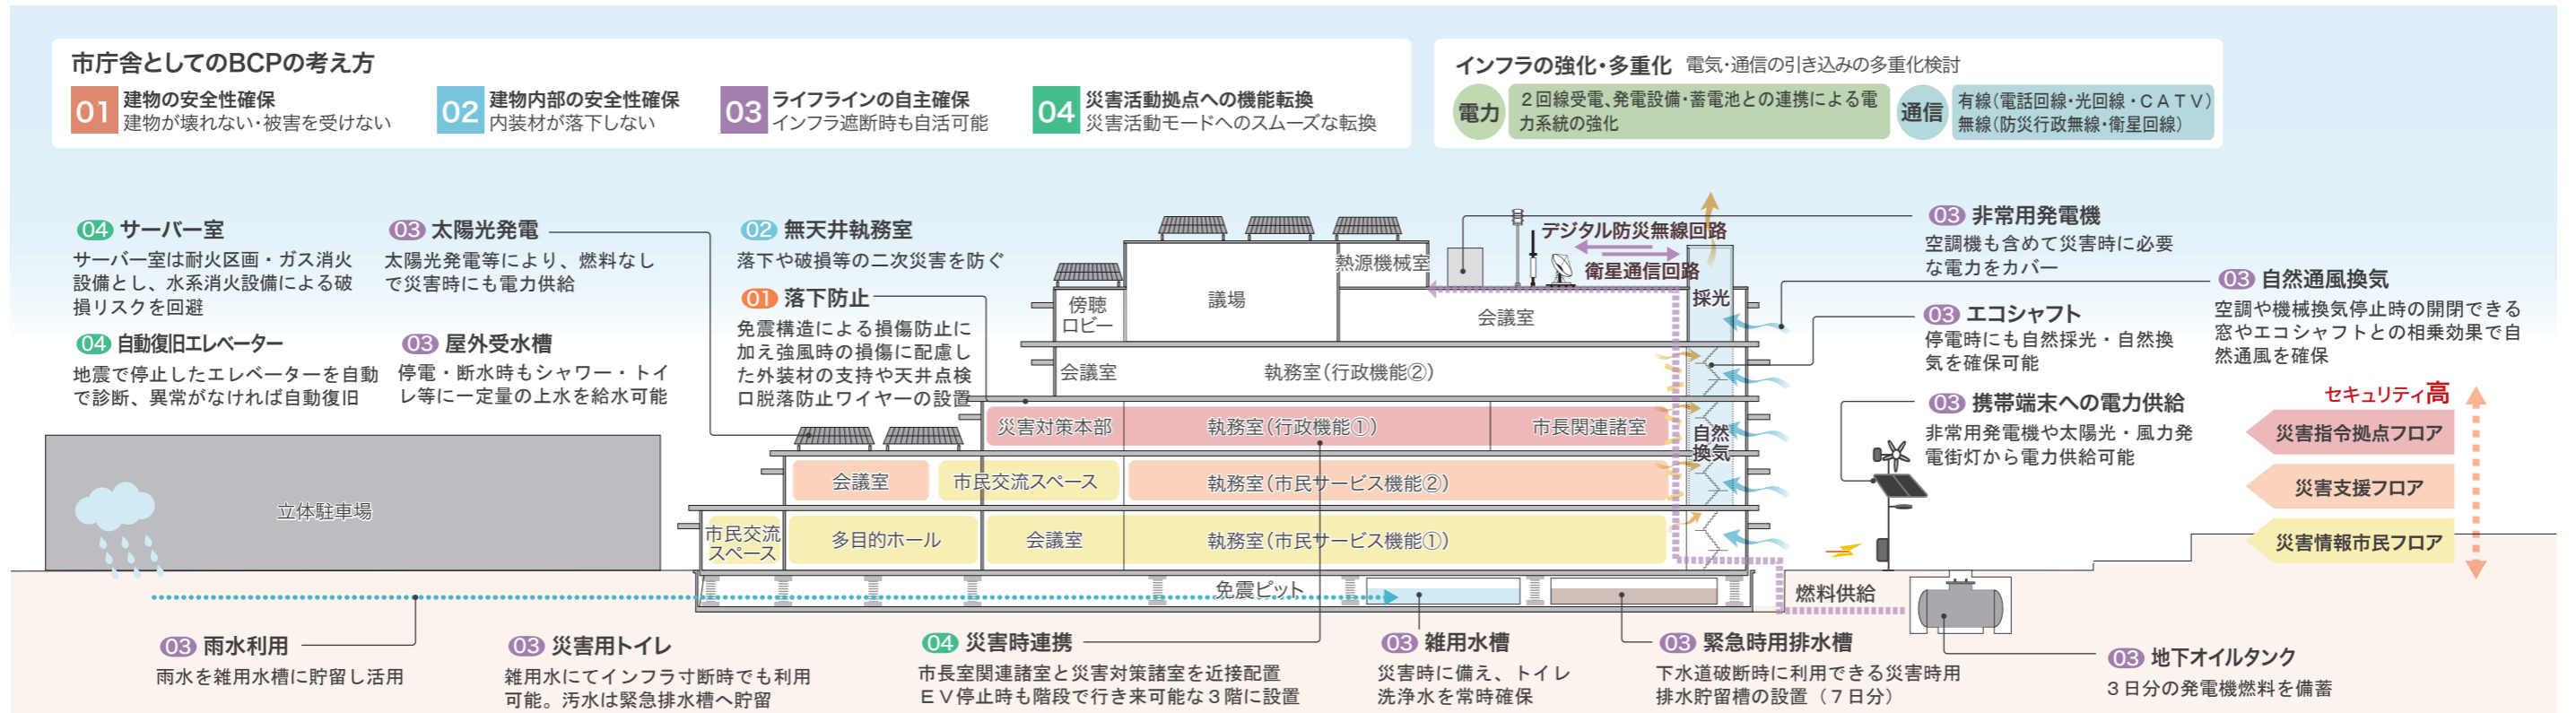 市庁舎としてのBCPの考え方
01 建物の安全性確保
建物が壊れない・被害を受けない
02 建物内部の安全性確保
内装材が落下しない
03 ライフラインの自主確保
インフラ遮断時も自活可能
04 災害活動拠点への機能転換
災害活動モードへのスムーズな転換
インフラの強化・多重化 電気・通信の引き込みの多重化検討
電力
２回線受電、発電設備・蓄電池との連携による電
力系統の強化
通信
有線（電話回線・光回線・ＣＡＴＶ）
無線（防災行政無線・衛星回線）
04 サーバー室
サーバー室は耐火区画・ガス消火
設備とし、水系消火設備による破
損リスクを回避
03 太陽光発電
太陽光発電等により、燃料なし
で災害時にも電力供給
04 自動復旧エレベーター
地震で停止したエレベーターを自動
で診断、異常がなければ自動復旧
03 屋外受水槽
停電・断水時もシャワー・トイ
レ等に一定量の上水を給水可能
02 無天井執務室
落下や破損等の二次災害を防ぐ
01 落下防止
免震構造による損傷防止に
加え強風時の損傷に配慮し
た外装材の支持や天井点検
口脱落防止ワイヤーの設置
デジタル防災無線回路
衛星通信回路
熱源機械室
傍聴
ロビー
議場
会議室
採光
会議室
執務室（行政機能②）
災害対策本部
執務室（行政機能①）
市長関連諸室
自然
換気
会議室
市民交流スペース
執務室（市民サービス機能②）
市民交流
スペース
多目的ホール
会議室
執務室（市民サービス機能①）
立体駐車場
免震ピット
燃料供給
03 非常用発電機
空調機も含めて災害時に必要
な電力をカバー
03 自然通風換気
空調や機械換気停止時の開閉できる
窓やエコシャフトとの相乗効果で自
然通風を確保
03 エコシャフト
停電時にも自然採光・自然換
気を確保可能
03 携帯端末への電力供給
非常用発電機や太陽光・風力発
電街灯から電力供給可能
セキュリティ高
災害指令拠点フロア
災害支援フロア
災害情報市民フロア
03 雨水利用
雨水を雑用水槽に貯留し活用
03 災害用トイレ
雑用水にてインフラ寸断時でも利用
可能。汚水は緊急排水槽へ貯留
04 災害時連携
市長室関連諸室と災害対策諸室を近接配置
ＥＶ停止時も階段で行き来可能な３階に設置
03 雑用水槽
災害時に備え、トイレ
洗浄水を常時確保
03 緊急時用排水槽
下水道破断時に利用できる災害時用
排水貯留槽の設置（７日分）
03 地下オイルタンク
３日分の発電機燃料を備蓄